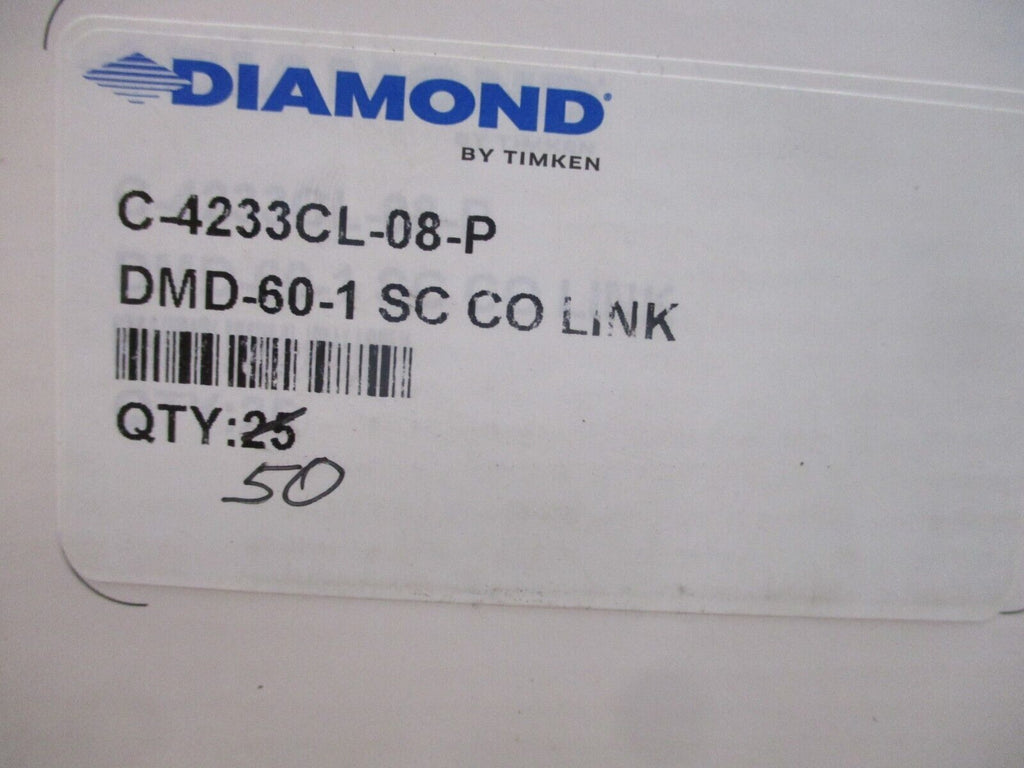 DIAMOND®
BY TIMKEN
C-4233CL-08-P
DMD-60-1 SC CO LINK
QTY:25
50